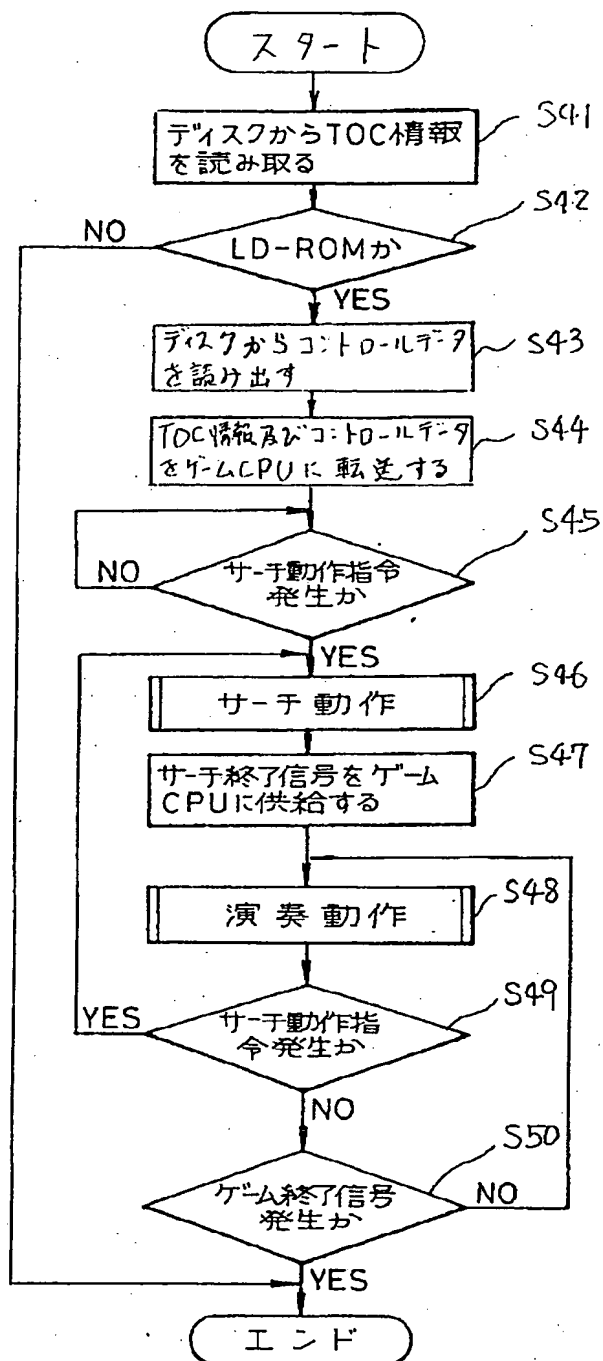 スタート
ディスクからTOC情報
を読み取る
S41
S42
NO
LD-ROMか
YES
ディスクからコントロールデータ
を読み出す
S43
TOC情報及びコントロールデータ
をゲームCPUに転送する
S44
S45
NO
サーチ動作指令
発生か
YES
サーチ動作
S46
サーチ終了信号をゲーム
CPUに供給する
S47
演奏動作
S48
S49
YES
サーチ動作指
令発生か
NO
S50
ゲーム終了信号
発生か
NO
YES
エンド